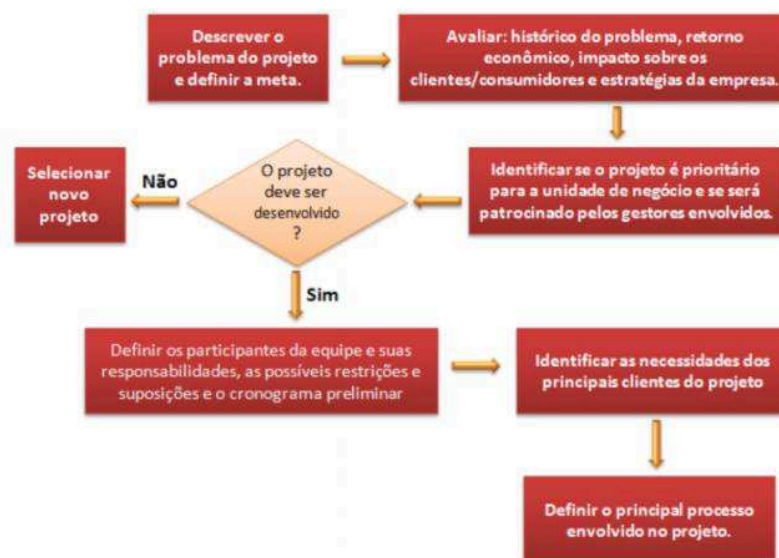 Descrever o
problema do projeto
e definir a meta.
Avaliar: histórico do problema, retorno
econômico, impacto sobre os
clientes/consumidores e estratégias da empresa.
Identificar se o projeto é prioritário
para a unidade de negócio e se será
patrocinado pelos gestores envolvidos.
O projeto
deve ser
desenvolvido
?
Não
Selecionar
novo
projeto
Sim
Definir os participantes da equipe e suas
responsabilidades, as possíveis restrições e
suposições e o cronograma preliminar
Identificar as necessidades dos
principais clientes do projeto
Definir o principal processo
envolvido no projeto.